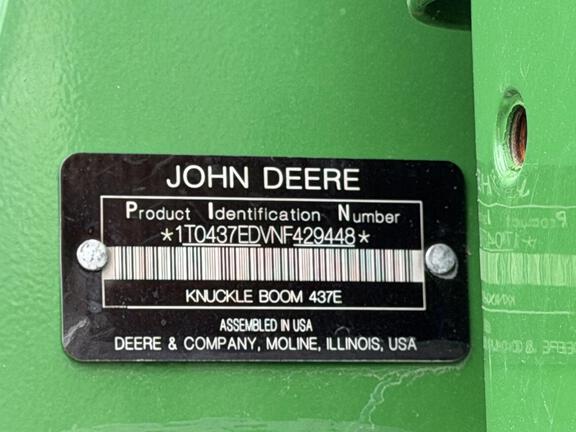 JOHN DEERE
Product Identification Number
*1T0437EDVNF429448*
KNUCKLE BOOM 437E
ASSEMBLED IN USA
DEERE & COMPANY, MOLINE, ILLINOIS, USA